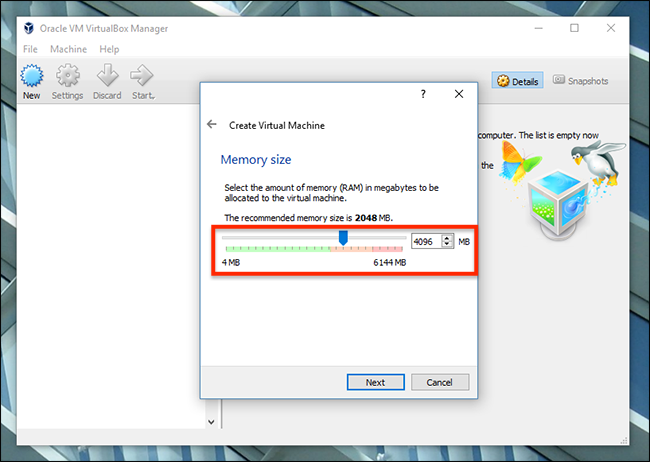 Oracle VM VirtualBox Manager
File Machine Help
New Settings Discard Start.
Details Snapshots
computer. The list is empty now
the
?
Create Virtual Machine
Memory size
Select the amount of memory (RAM) in megabytes to be
allocated to the virtual machine.
The recommended memory size is 2048 MB.
4096 MB
4 MB 6144 MB
Next Cancel